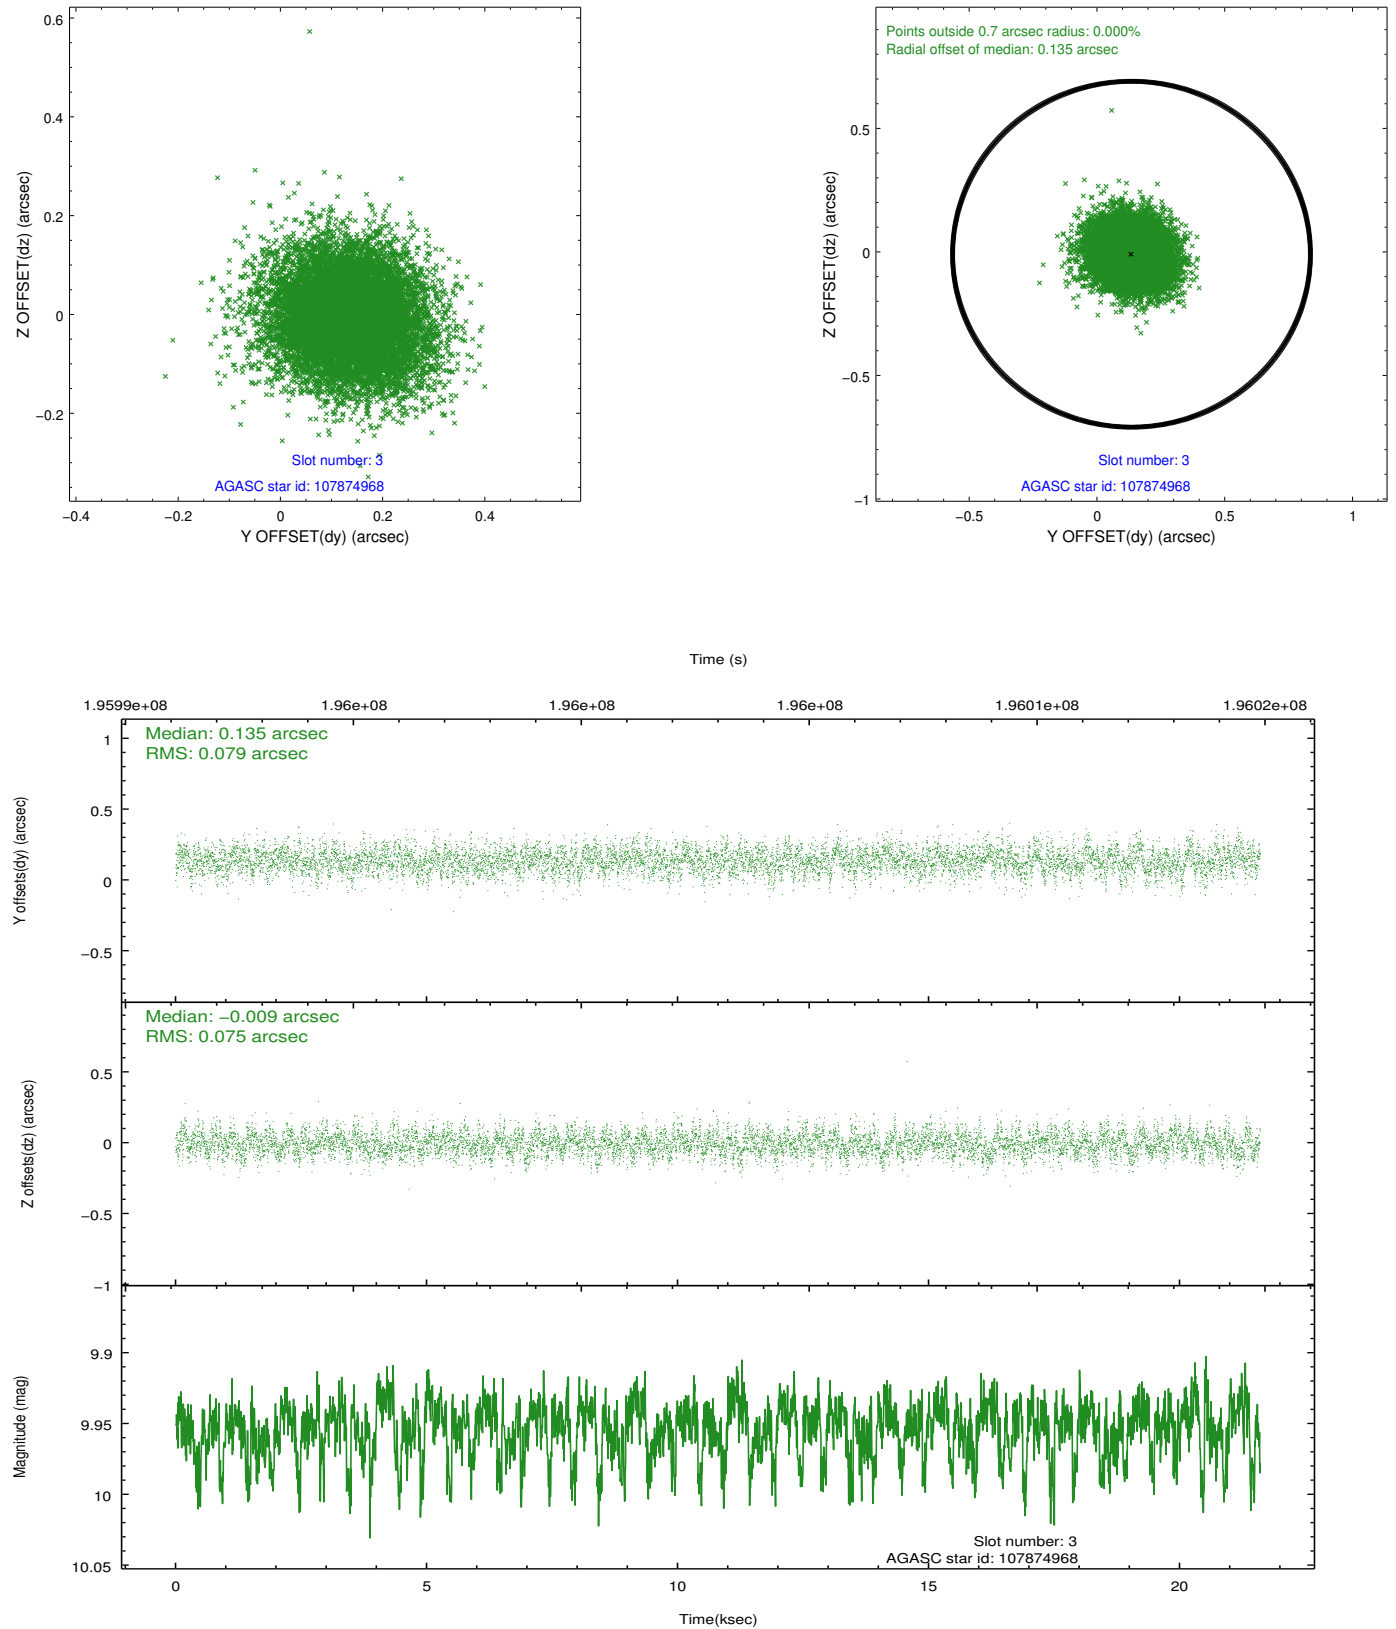 0.6
0.4
0.2
0
−0.2
−0.4
−0.2
0
0.2
0.4
Z OFFSET(dz) (arcsec)
Y OFFSET(dy) (arcsec)
Slot number: 3
AGASC star id: 107874968
Points outside 0.7 arcsec radius: 0.000%
Radial offset of median: 0.135 arcsec
0.5
0
−0.5
−1
−0.5
0
0.5
1
Z OFFSET(dz) (arcsec)
Y OFFSET(dy) (arcsec)
Slot number: 3
AGASC star id: 107874968
Time (s)
1.9599e+08
1.96e+08
1.96e+08
1.96e+08
1.9601e+08
1.9602e+08
Median: 0.135 arcsec
RMS: 0.079 arcsec
1
0.5
0
−0.5
Y offsets(dy) (arcsec)
Median: −0.009 arcsec
RMS: 0.075 arcsec
0.5
0
−0.5
−1
Z offsets(dz) (arcsec)
9.9
9.95
10
10.05
Magnitude (mag)
Slot number: 3
AGASC star id: 107874968
0
5
10
15
20
Time(ksec)